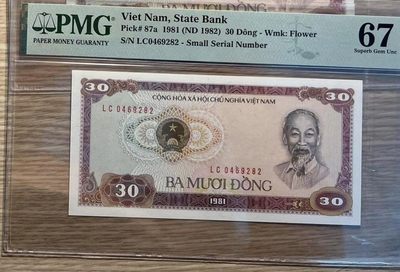 PMG
PAPER MONEY GUARANTY
Viet Nam, State Bank
Pick# 87a 1981 (ND 1982) 30 Dông - Wmk: Flower
S/N LC0469282 - Small Serial Number
67
Superb Gem Unc
30
CỘNG HÒA XÃ HỘI CHỦ NGHĨA VIỆT NAM
30
LC 0469282
LC 0469282
BA MƯƠI ĐỒNG
30
1981
30